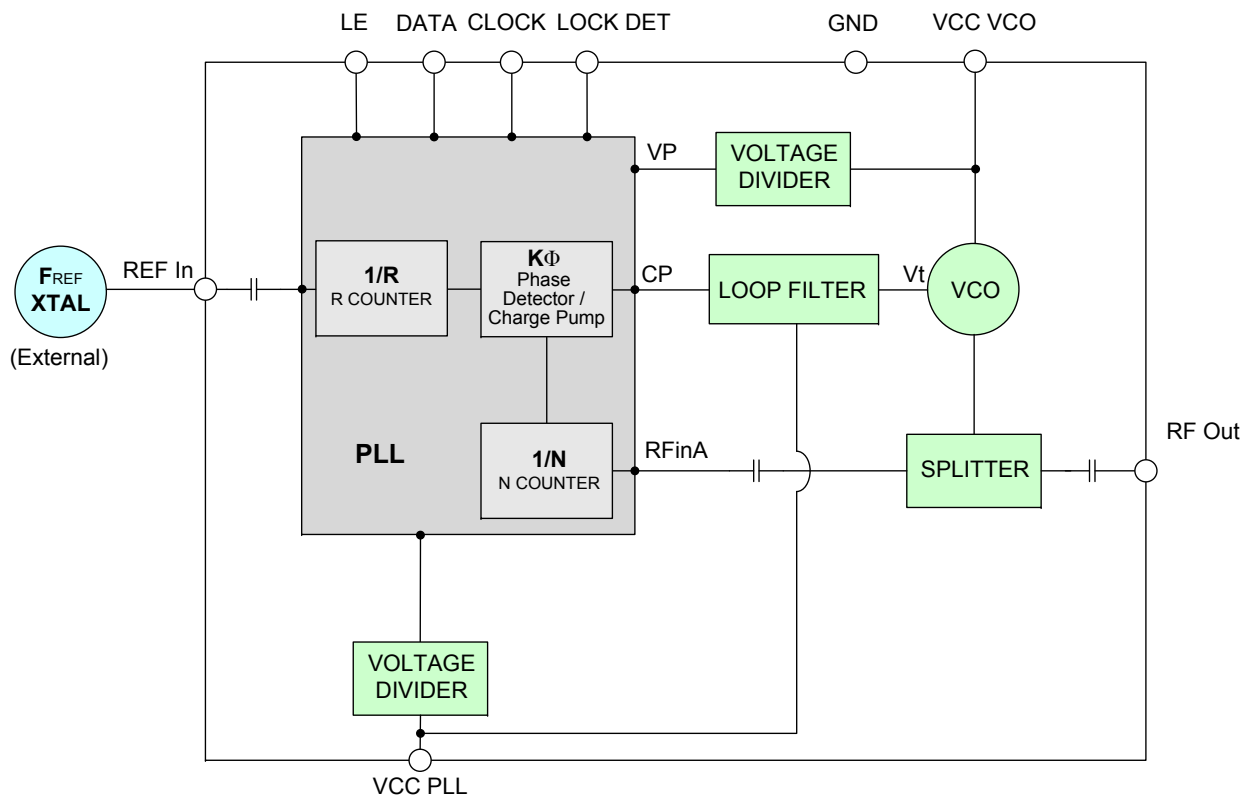 LE
DATA
CLOCK
LOCK DET
GND
VCC VCO
VP
VOLTAGE
DIVIDER
FREF
XTAL
(External)
REF In
1/R
R COUNTER
KΦ
Phase
Detector /
Charge Pump
CP
LOOP FILTER
Vt
VCO
PLL
1/N
N COUNTER
RFinA
SPLITTER
RF Out
VOLTAGE
DIVIDER
VCC PLL